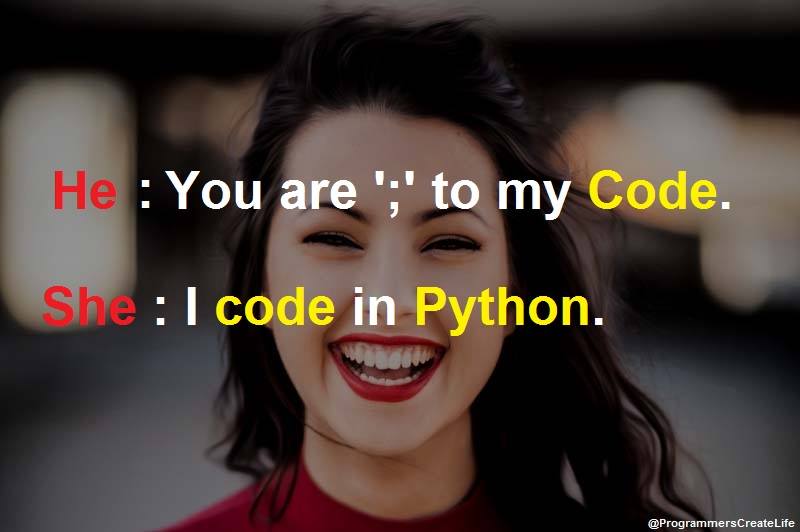 He : You are ';' to my Code.
She : I code in Python.
@ProgrammersCreateLife